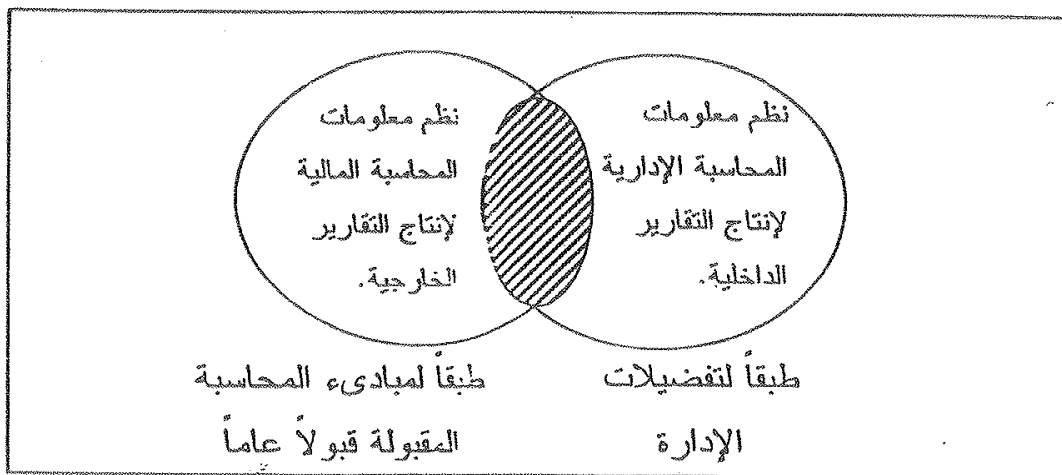 نظم معلومات
المحاسبة الإدارية
لإنتاج التقارير
الداخلية.
نظم معلومات
المحاسبة المالية
لإنتاج التقارير
الخارجية.
طبقاً لتفضيلات
الإدارة
طبقاً لمبادىء المحاسبة
المقبولة قبولاً عاماً